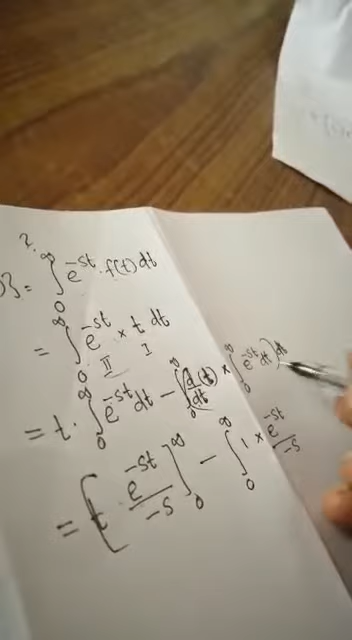 )} = ∫₀^∞ e^{-st} · f(t) dt
= ∫₀^∞ e^{-st} × t dt
II I
= t · ∫₀^∞ e^{-st} dt − ∫₀^∞ (d/dt (t) × ∫₀^∞ e^{-st} dt) dt
= [t · e^{-st}/-s]₀^∞ − ∫₀^∞ 1 × e^{-st}/-s